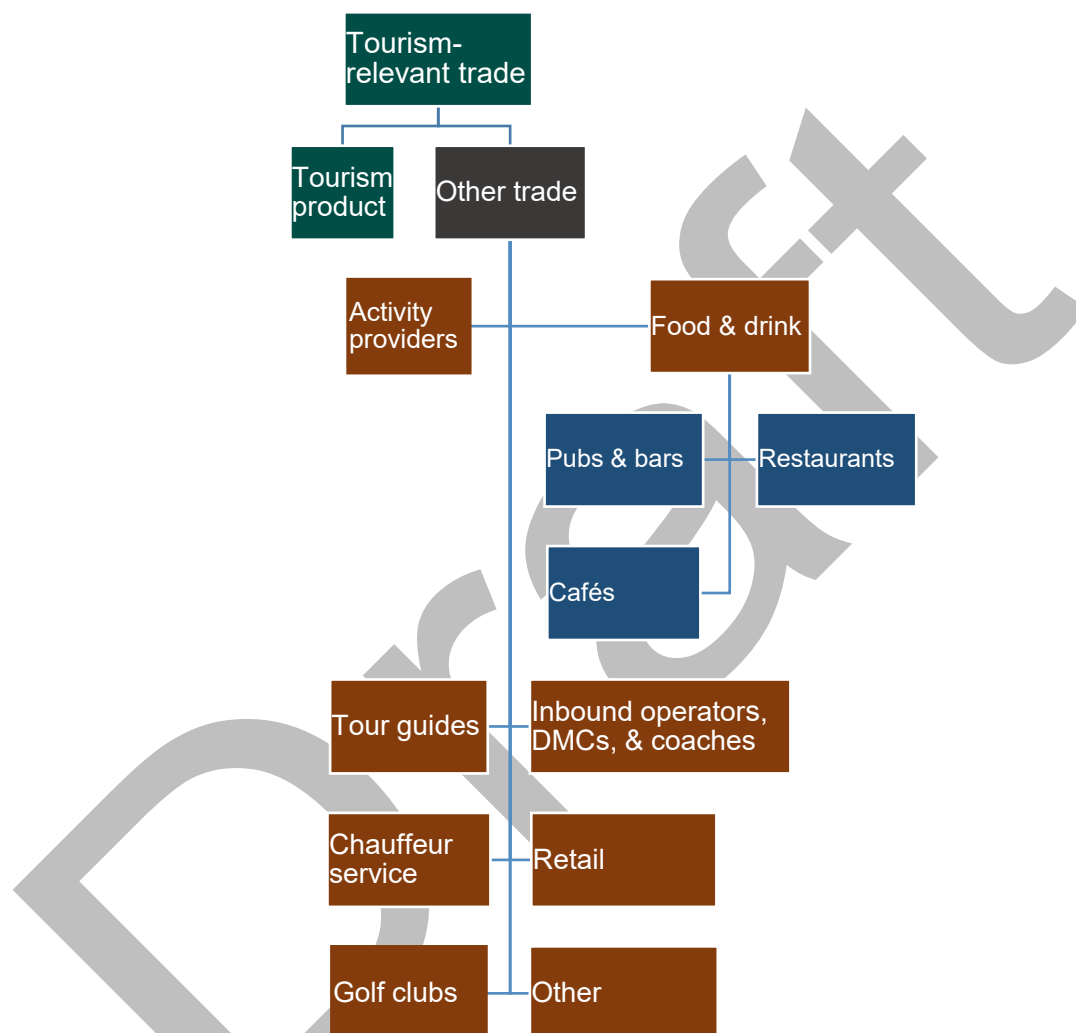 Tourism-
relevant trade
Tourism
product
Other trade
Activity
providers
Food & drink
Pubs & bars
Restaurants
Cafés
Tour guides
Inbound operators,
DMCs, & coaches
Chauffeur
service
Retail
Golf clubs
Other
Draft